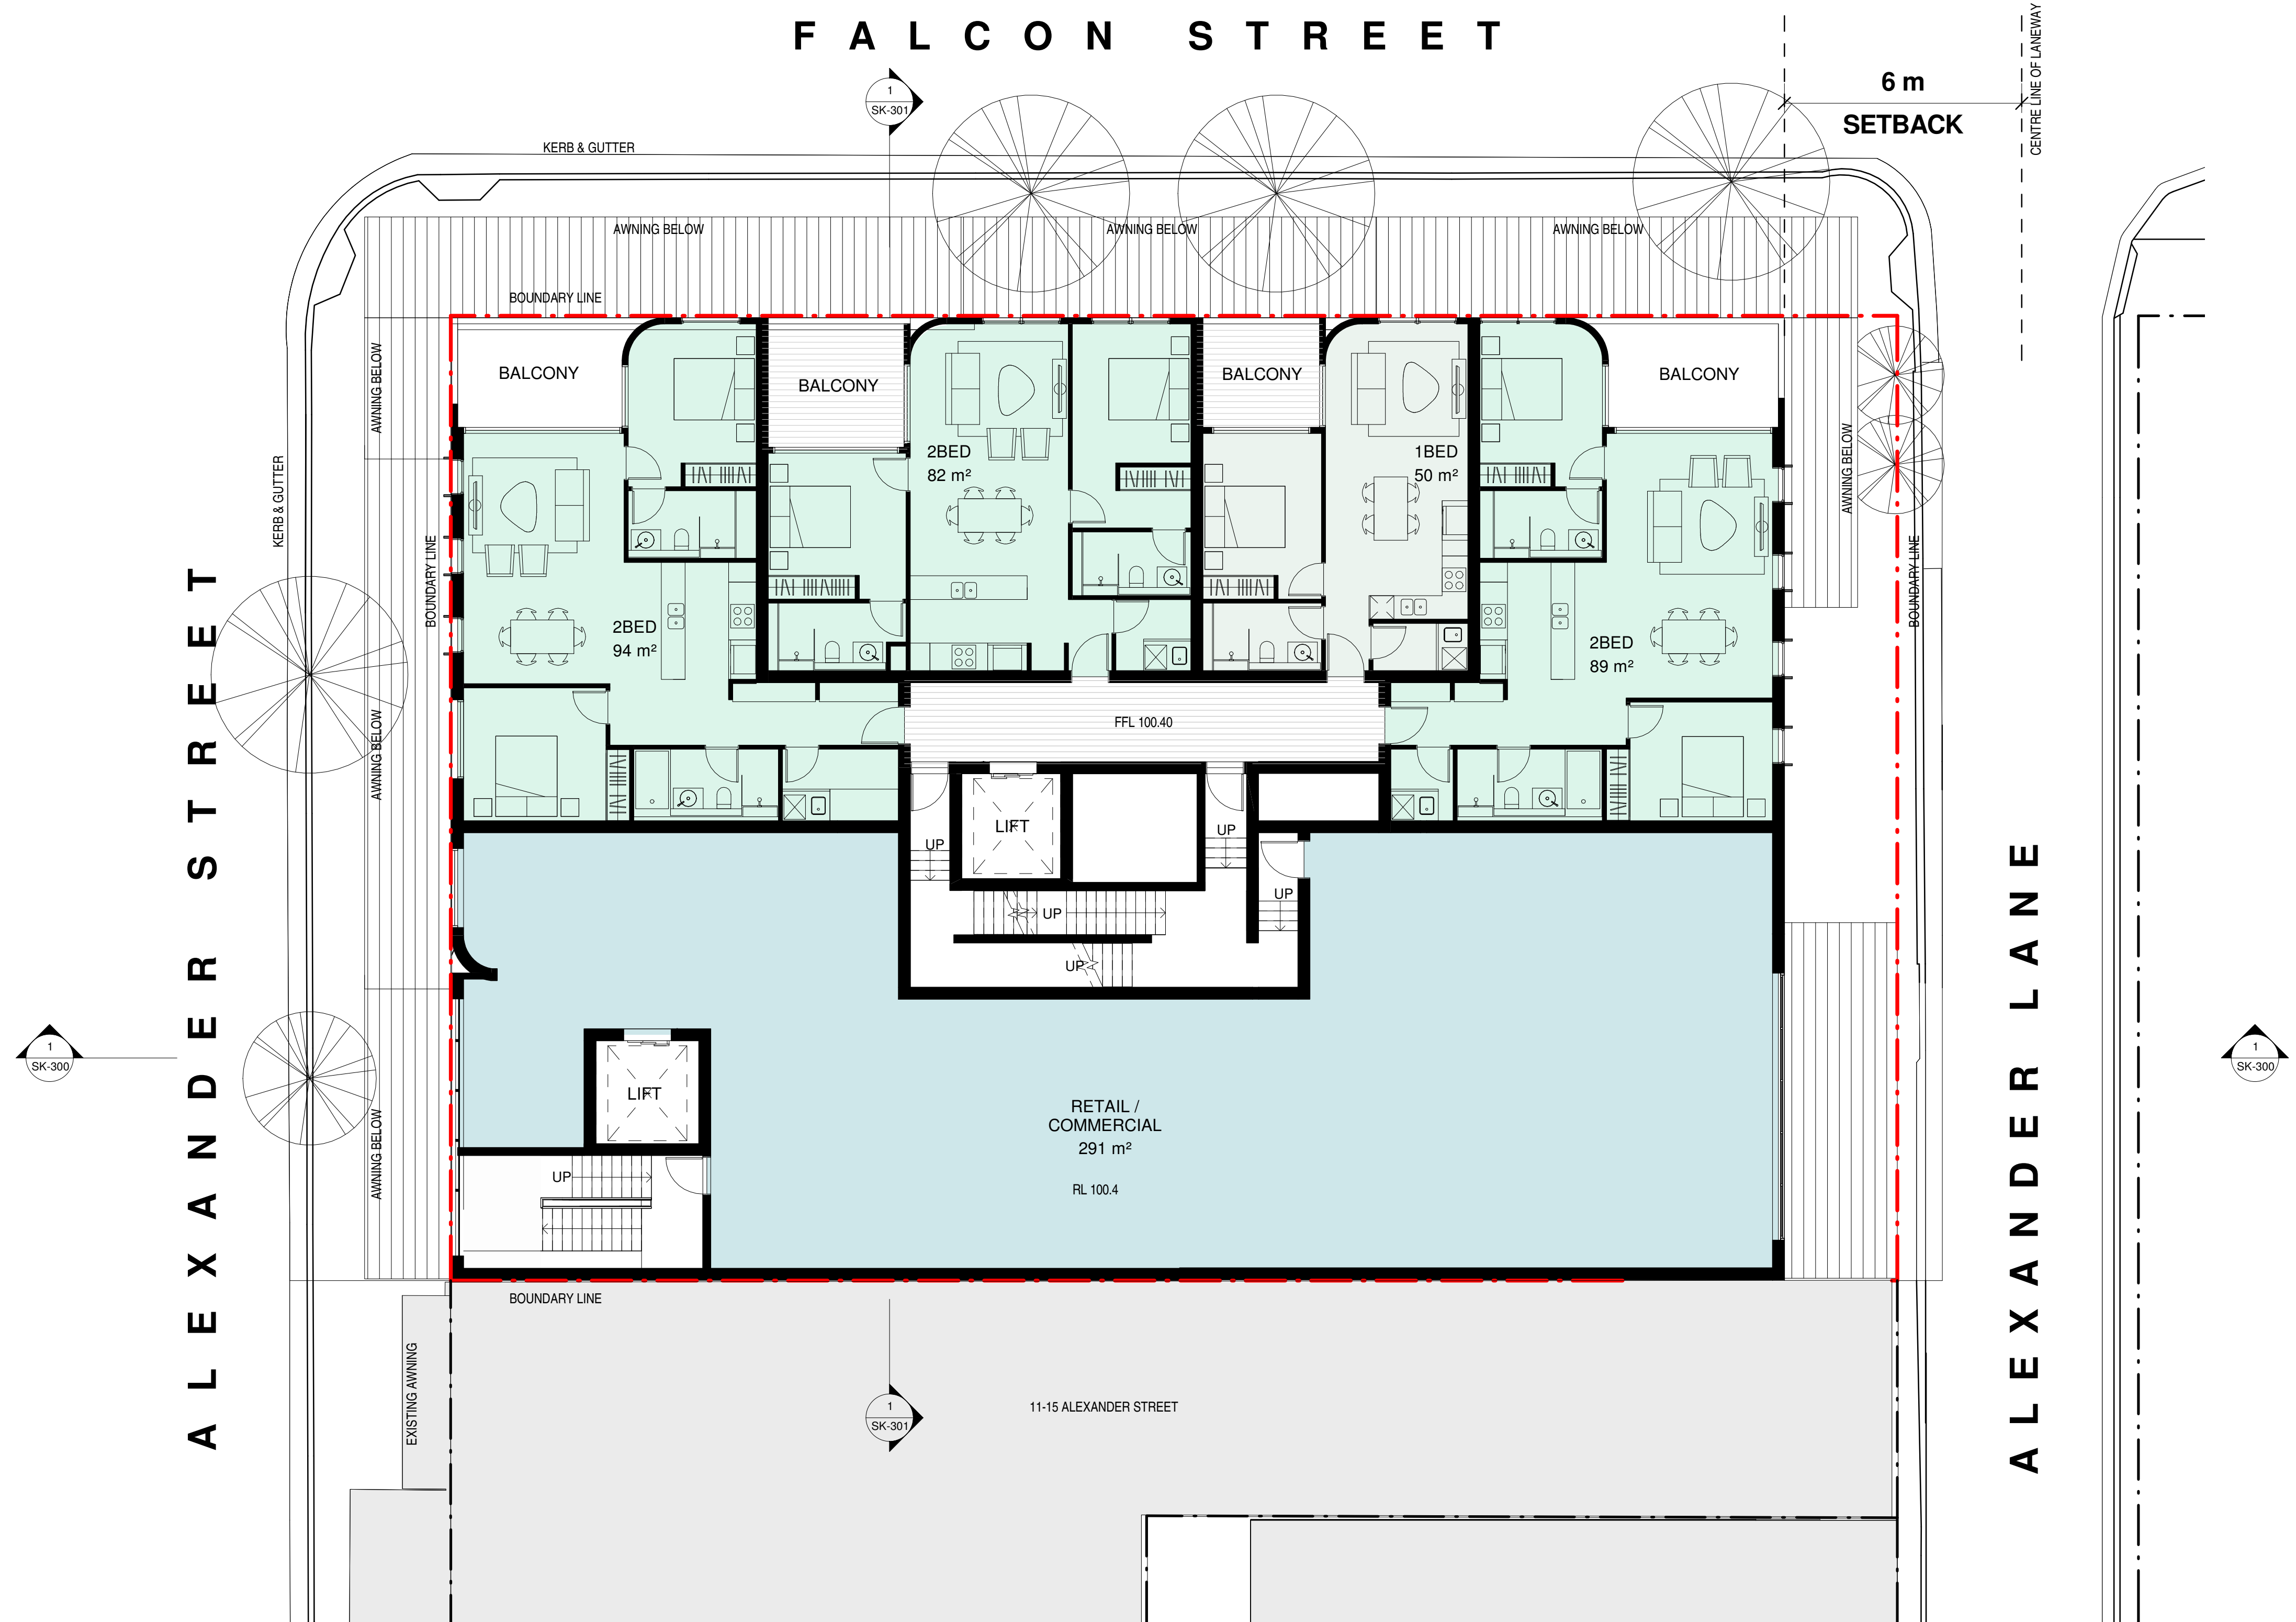 FALCON STREET
6 m
SETBACK
CENTRE LINE OF LANEWAY
1
SK-301
KERB & GUTTER
AWNING BELOW
AWNING BELOW
AWNING BELOW
BOUNDARY LINE
AWNING BELOW
BALCONY
BALCONY
BALCONY
BALCONY
KERB & GUTTER
BOUNDARY LINE
AWNING BELOW
BOUNDARY LINE
2BED
82 m²
1BED
50 m²
2BED
94 m²
2BED
89 m²
FFL 100.40
AWNING BELOW
LIFT
UP
UP
UP
UP
UP
ALEXANDER STREET
ALEXANDER LANE
1
SK-300
1
SK-300
LIFT
RETAIL /
COMMERCIAL
291 m²
RL 100.4
AWNING BELOW
UP
BOUNDARY LINE
EXISTING AWNING
1
SK-301
11-15 ALEXANDER STREET